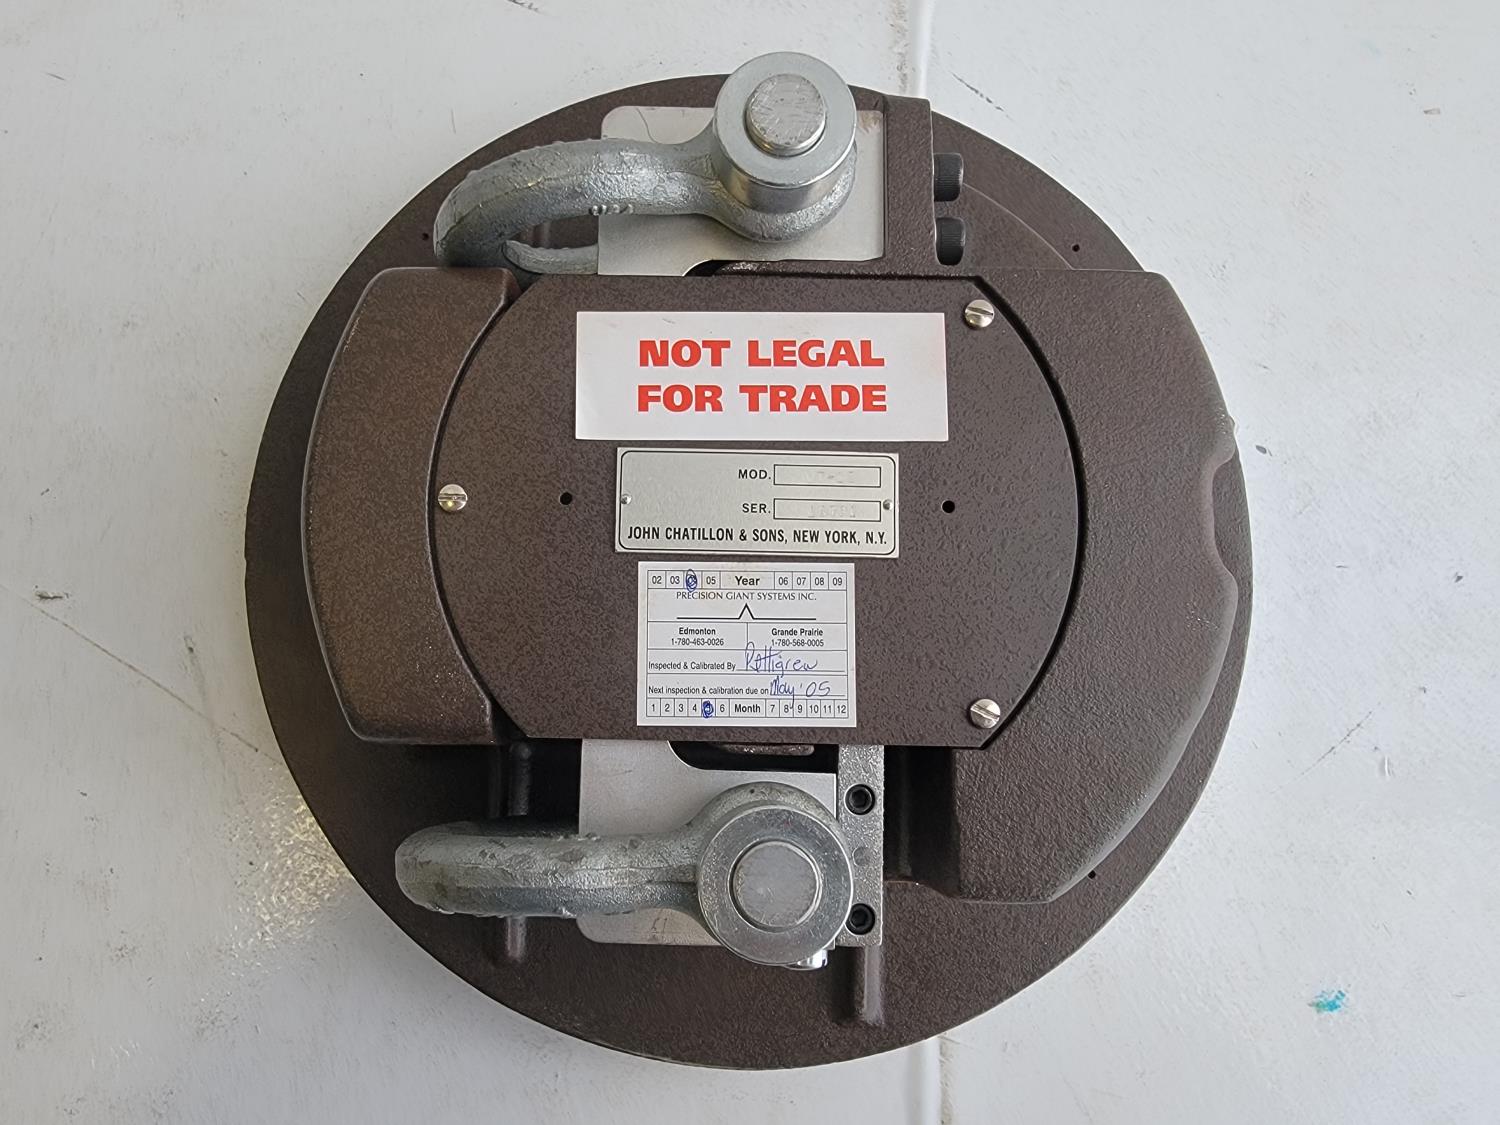 NOT LEGAL
FOR TRADE
MOD.
SER.
JOHN CHATILLON & SONS, NEW YORK, N.Y.
02 03 05 Year 06 07 08 09
PRECISION GIANT SYSTEMS INC.
Edmonton Grande Prairie
1-780-463-0026 1-780-568-0005
Inspected & Calibrated By Pettigrew
Next inspection & calibration due on May '05
1 2 3 4 6 Month 7 8 9 10 11 12